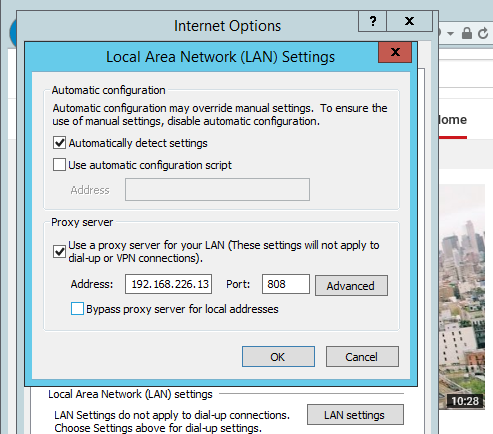 Internet Options
?
x
Local Area Network (LAN) Settings
x
Automatic configuration
Automatic configuration may override manual settings. To ensure the
use of manual settings, disable automatic configuration.
Automatically detect settings
Use automatic configuration script
Address
Proxy server
Use a proxy server for your LAN (These settings will not apply to
dial-up or VPN connections).
Address: 192.168.226.13 Port: 808 Advanced
Bypass proxy server for local addresses
OK Cancel
Local Area Network (LAN) settings
LAN Settings do not apply to dial-up connections.
Choose Settings above for dial-up settings.
LAN settings
Home
10:28